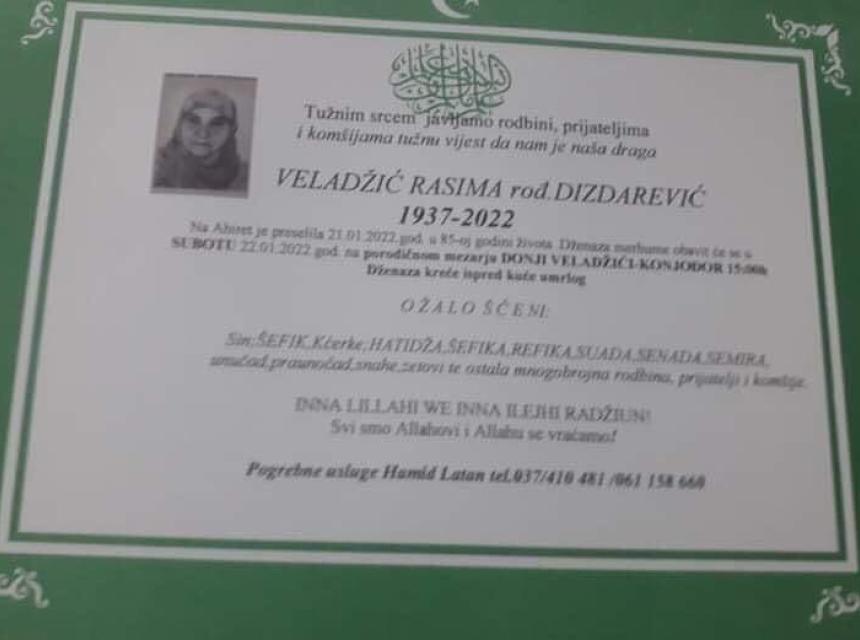 Tužnim srcem javljamo rodbini, prijateljima
i komšijama tužnu vijest da nam je naša draga
VELADŽIĆ RASIMA rođ.DIZDAREVIĆ
1937-2022
Na Ahiret je preselila 21.01.2022.god. u 85-oj godini života. Dženaza merhume obavit će se u
SUBOTU 22.01.2022 god. na porodičnom mezarju DONJI VELADŽIĆI-KONJODOR 15:00h
Dženaza kreće ispred kuće umrlog
OŽALOŠĆENI:
Sin:ŠEFIK,Kćerke; HATIDŽA,ŠEFIKA,REFIKA,SUADA,SENADA,SEMIRA,
unučad,praunočad,snahe,zetovi te ostala mnogobrojna rodbina, prijatelji i komšije.
INNA LILLAHI WE INNA ILEJHI RADŽIUN!
Svi smo Allahovi i Allahu se vraćamo!
Pogrebne usluge Hamid Latan tel.037/410 481 /061 158 660